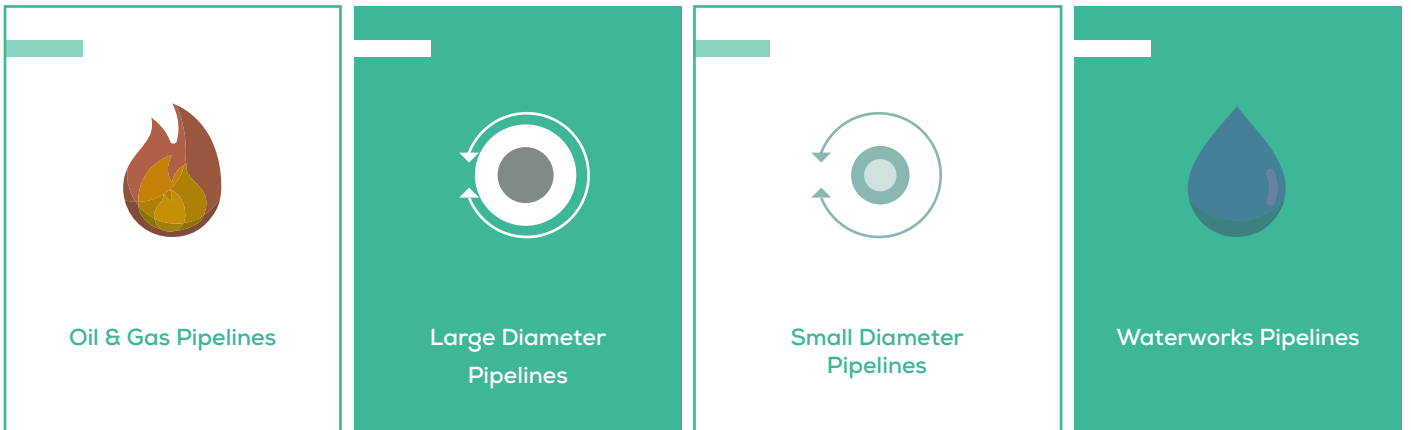 Oil & Gas Pipelines
Large Diameter
Pipelines
Small Diameter
Pipelines
Waterworks Pipelines